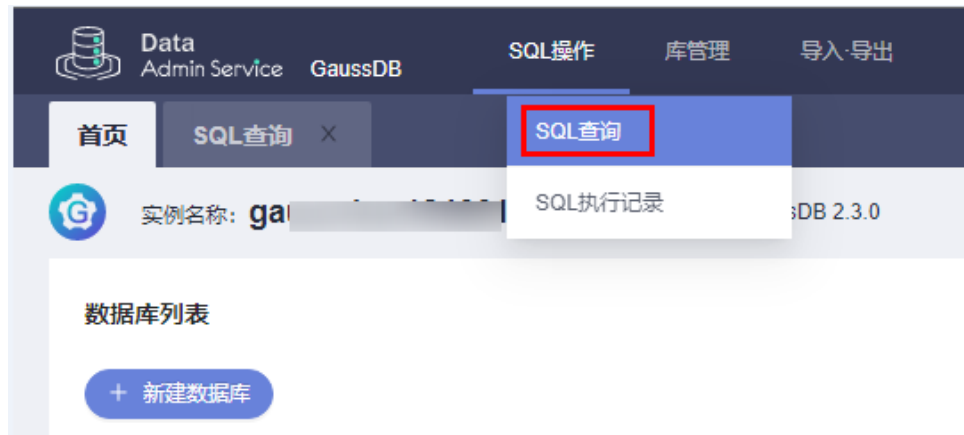 Data
Admin Service GaussDB SQL操作 库管理 导入·导出
首页 SQL查询 × SQL查询
SQL执行记录
实例名称: gau DB 2.3.0
数据库列表
+ 新建数据库